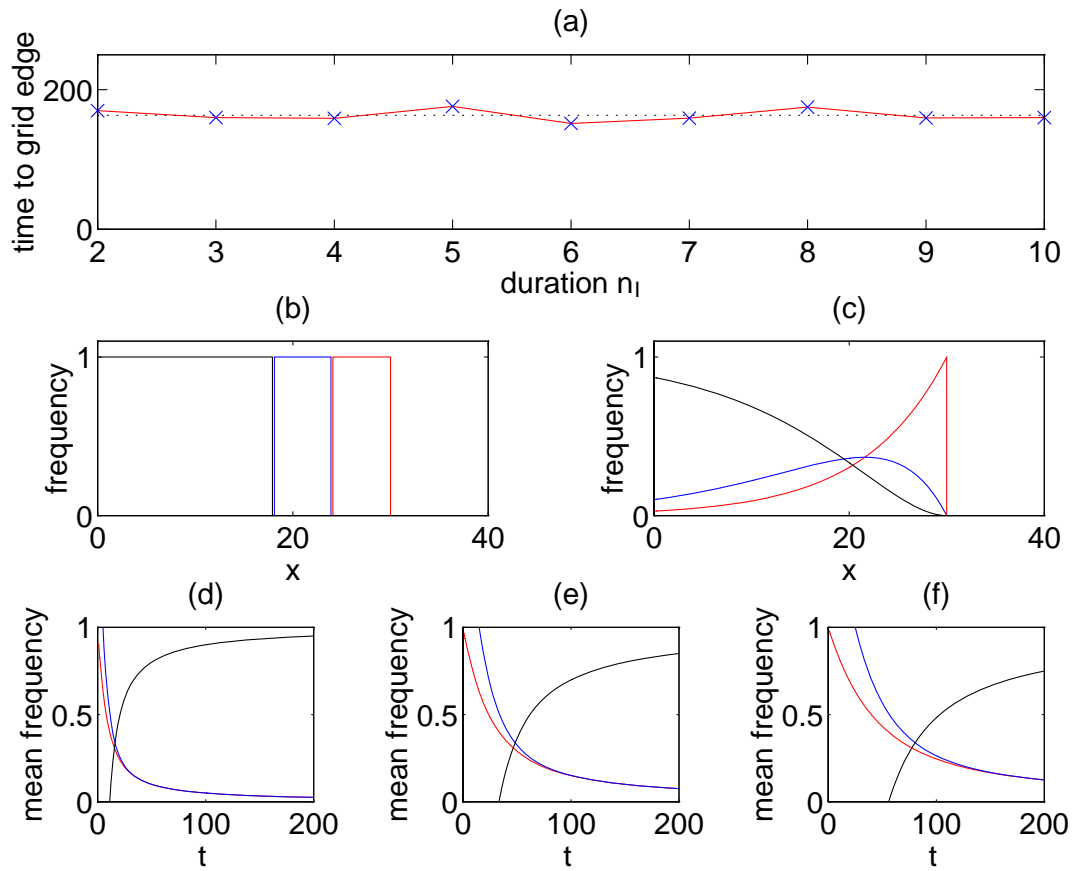 (a)
time to grid edge
200
0
2 3 4 5 6 7 8 9 10
duration n_I
(b)
(c)
frequency
1
0
0 20 40
x
frequency
1
0
0 20 40
x
(d)
(e)
(f)
mean frequency
1
0.5
0
0 100 200
t
mean frequency
1
0.5
0
0 100 200
t
mean frequency
1
0.5
0
0 100 200
t